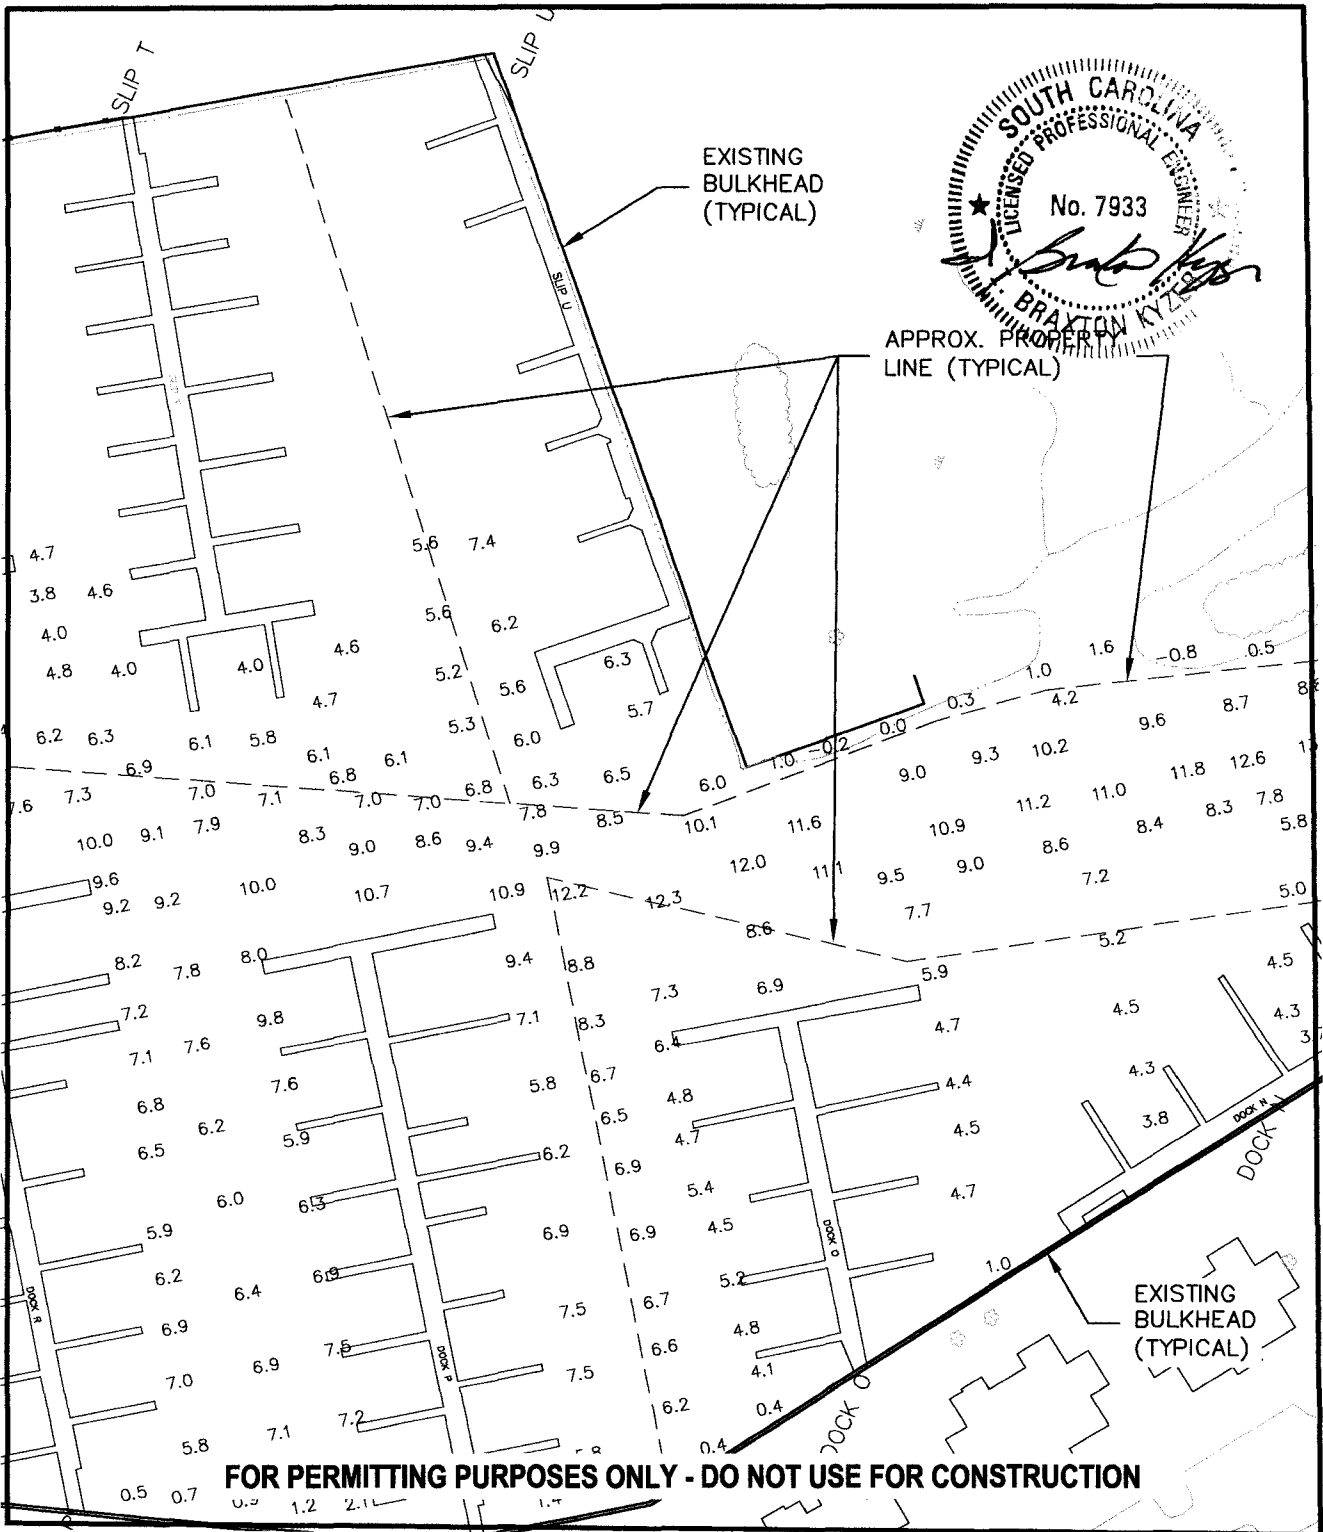 SLIP T
SLIP U
SOUTH CAROLINA
LICENSED PROFESSIONAL ENGINEER
No. 7933
BRAXTON
EXISTING
BULKHEAD
(TYPICAL)
SLIP U
APPROX. PROPERTY
LINE (TYPICAL)
4.7
5.6 7.4
3.8 4.6
5.6 6.2
4.0
4.8 4.0 4.0 4.6 5.2 5.6 6.3
1.0 1.6 -0.8 0.5
4.7 5.3 6.0 5.7
0.0 0.3 4.2
6.2 6.3 6.1 5.8 6.1 6.1
1.0 -0.2 9.6 8.7
6.9 6.8 6.8 6.3 6.5 6.0 9.0 9.3 10.2
7.6 7.3 7.0 7.1 7.0 7.0 7.8 8.5 10.1 11.6
11.2 11.0 11.8 12.6
10.0 9.1 7.9 8.3 9.0 8.6 9.4 9.9
10.9 8.6 8.4 8.3 7.8
12.0 11.1 9.5 9.0 7.2 5.8
9.6
9.2 9.2 10.0 10.7 10.9 12.2 12.3
8.6 7.7 5.2 5.0
8.2 7.8 8.0 9.4 8.8
7.3 6.9 5.9 4.5
7.2 9.8 7.1 8.3
4.7 4.5 4.3
7.1 7.6 6.4
7.6 5.8 6.7 4.8 4.4 4.3
6.8 6.2 5.9 6.5 4.7 4.5 3.8
DOCK N
DOCK N
6.5 6.2 6.9
6.0 6.3 5.4 4.7
5.9 6.9 6.9 4.5
DOCK O
6.2 6.4 6.9 5.2 1.0
DOCK R
6.9 7.5 6.7 4.8
EXISTING
BULKHEAD
(TYPICAL)
7.0 6.9 7.5
DOCK P
7.5 6.6 4.1
5.8 7.1 7.2 6.2 0.4
DOCK O
0.4
FOR PERMITTING PURPOSES ONLY - DO NOT USE FOR CONSTRUCTION
0.5 0.7 1.2